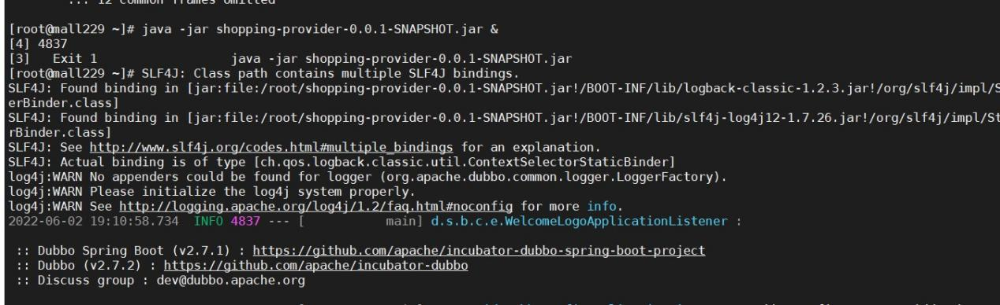 ... 12 common frames omitted
[root@mall229 ~]# java -jar shopping-provider-0.0.1-SNAPSHOT.jar &
[4] 4837
[3]   Exit 1                  java -jar shopping-provider-0.0.1-SNAPSHOT.jar
[root@mall229 ~]# SLF4J: Class path contains multiple SLF4J bindings.
SLF4J: Found binding in [jar:file:/root/shopping-provider-0.0.1-SNAPSHOT.jar!/BOOT-INF/lib/logback-classic-1.2.3.jar!/org/slf4j/impl/S
erBinder.class]
SLF4J: Found binding in [jar:file:/root/shopping-provider-0.0.1-SNAPSHOT.jar!/BOOT-INF/lib/slf4j-log4j12-1.7.26.jar!/org/slf4j/impl/St
rBinder.class]
SLF4J: See http://www.slf4j.org/codes.html#multiple_bindings for an explanation.
SLF4J: Actual binding is of type [ch.qos.logback.classic.util.ContextSelectorStaticBinder]
log4j:WARN No appenders could be found for logger (org.apache.dubbo.common.logger.LoggerFactory).
log4j:WARN Please initialize the log4j system properly.
log4j:WARN See http://logging.apache.org/log4j/1.2/faq.html#noconfig for more info.
2022-06-02 19:10:58.734  INFO 4837 --- [           main] d.s.b.c.e.WelcomeLogoApplicationListener :
:: Dubbo Spring Boot (v2.7.1) : https://github.com/apache/incubator-dubbo-spring-boot-project
:: Dubbo (v2.7.2) : https://github.com/apache/incubator-dubbo
:: Discuss group : dev@dubbo.apache.org